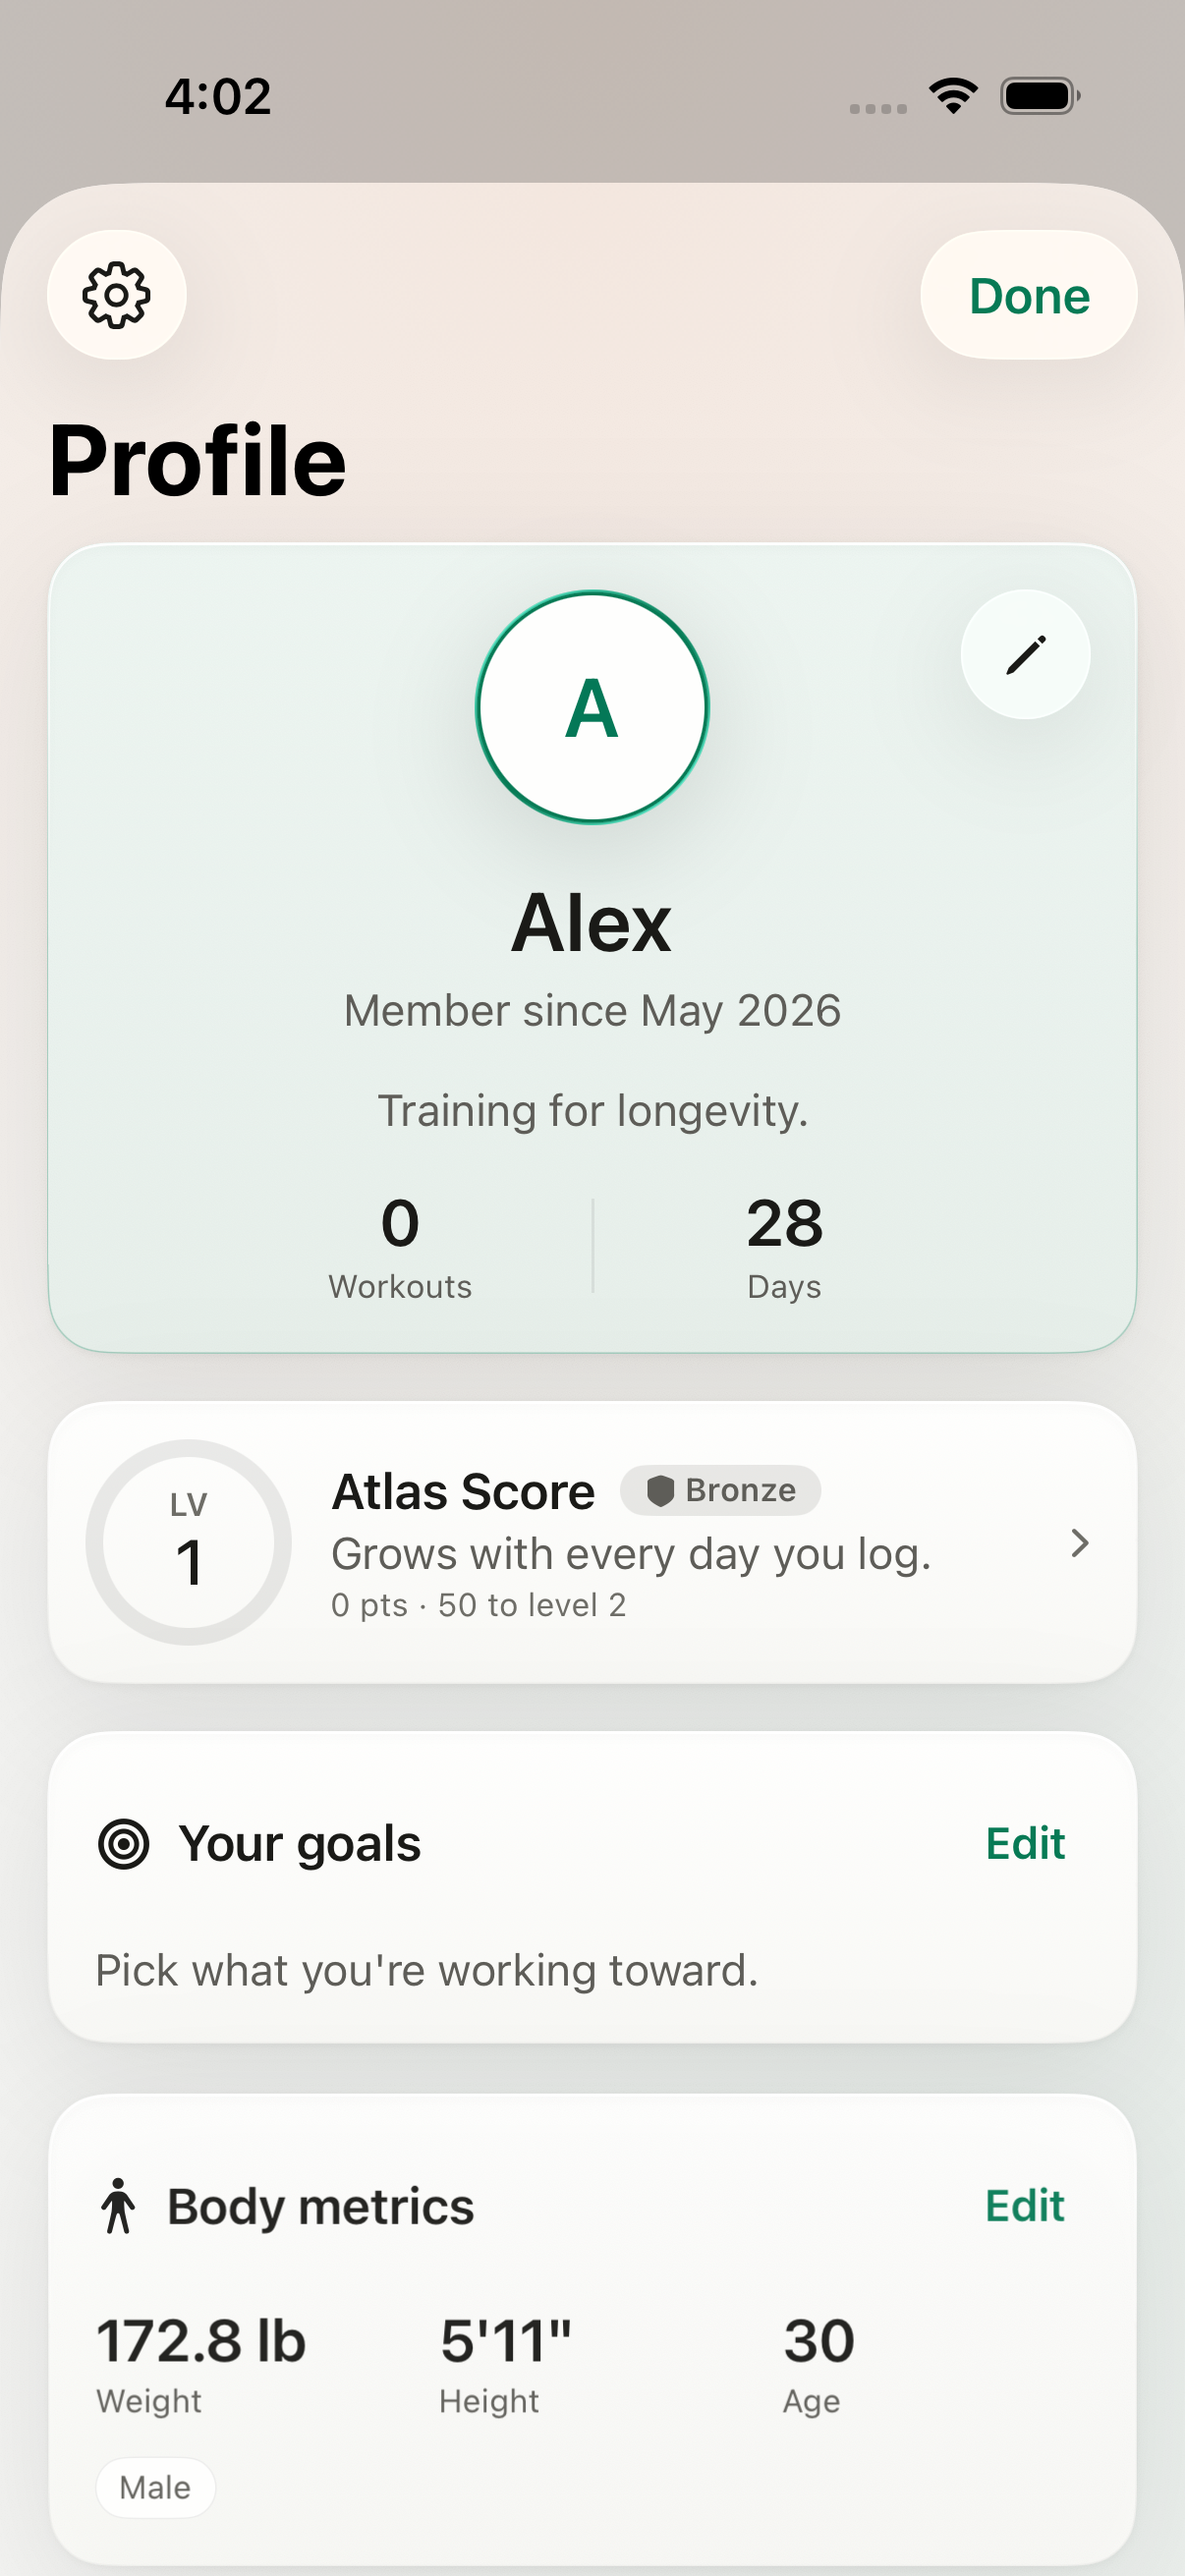 4:02
Done
Profile
A
Alex
Member since May 2026
Training for longevity.
0
28
Workouts
Days
LV
1
Atlas Score
Bronze
Grows with every day you log.
0 pts · 50 to level 2
Your goals
Edit
Pick what you're working toward.
Body metrics
Edit
172.8 lb
5'11"
30
Weight
Height
Age
Male